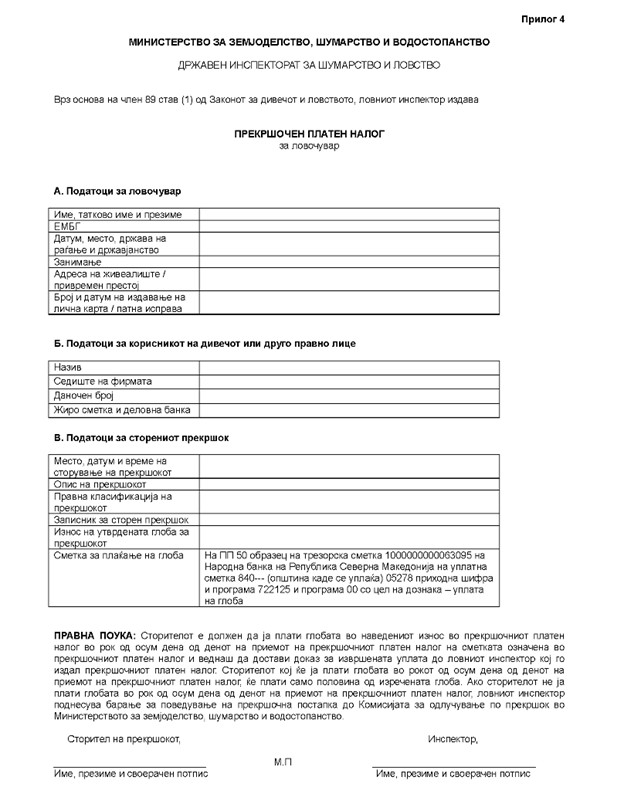 Прилог 4
МИНИСТЕРСТВО ЗА ЗЕМЈОДЕЛСТВО, ШУМАРСТВО И ВОДОСТОПАНСТВО
ДРЖАВЕН ИНСПЕКТОРАТ ЗА ШУМАРСТВО И ЛОВСТВО
Врз основа на член 89 став (1) од Законот за дивечот и ловството, ловниот инспектор издава
ПРЕКРШОЧЕН ПЛАТЕН НАЛОГ
за ловочувар
А. Податоци за ловочувар
Име, татково име и презиме
ЕМБГ
Датум, место, држава на
раѓање и државјанство
Занимање
Адреса на живеалиште /
привремен престој
Број и датум на издавање на
лична карта / патна исправа
Б. Податоци за корисникот на дивечот или друго правно лице
Назив
Седиште на фирмата
Даночен број
Жиро сметка и деловна банка
В. Податоци за сторениот прекршок
Место, датум и време на
сторување на прекршокот
Опис на прекршокот
Правна класификација на
прекршокот
Записник за сторен прекршок
Износ на утврдената глоба за
прекршокот
Сметка за плаќање на глоба
На ПП 50 образец на трезорска сметка 1000000000063095 на
Народна банка на Република Северна Македонија на уплатна
сметка 840--- (општина каде се уплаќа) 05278 приходна шифра
и програма 722125 и програма 00 со цел на дознака – уплата
на глоба
ПРАВНА ПОУКА: Сторителот е должен да ја плати глобата во наведениот износ во прекршочниот платен
налог во рок од осум дена од денот на приемот на прекршочниот платен налог на сметката означена во
прекршочниот платен налог и веднаш да достави доказ за извршената уплата до ловниот инспектор кој го
издал прекршочниот платен налог. Сторителот кој ќе ја плати глобата во рокот од осум дена од денот на
приемот на прекршочниот платен налог, ќе плати само половина од изречената глоба. Ако сторителот не ја
плати глобата во рок од осум дена од денот на приемот на прекршочниот платен налог, ловниот инспектор
поднесува барање за поведување на прекршочна постапка до Комисијата за одлучување по прекршок во
Министерството за земјоделство, шумарство и водостопанство.
Сторител на прекршокот, Инспектор,
М.П
Име, презиме и своерачен потпис Име, презиме и своерачен потпис